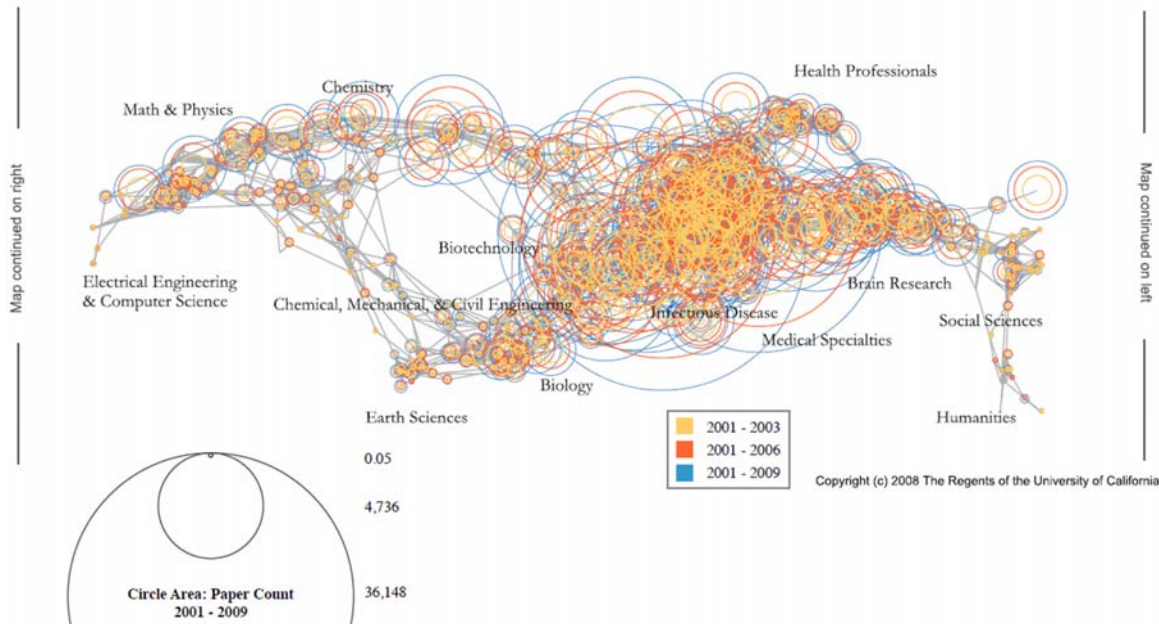 Map continued on right
Map continued on left
Health Professionals
Chemistry
Math & Physics
Biotechnology
Electrical Engineering
& Computer Science
Chemical, Mechanical, & Civil Engineering
Brain Research
Infectious Disease
Social Sciences
Medical Specialties
Biology
Earth Sciences
Humanities
2001 - 2003
2001 - 2006
2001 - 2009
Copyright (c) 2008 The Regents of the University of California
0.05
4,736
36,148
Circle Area: Paper Count
2001 - 2009